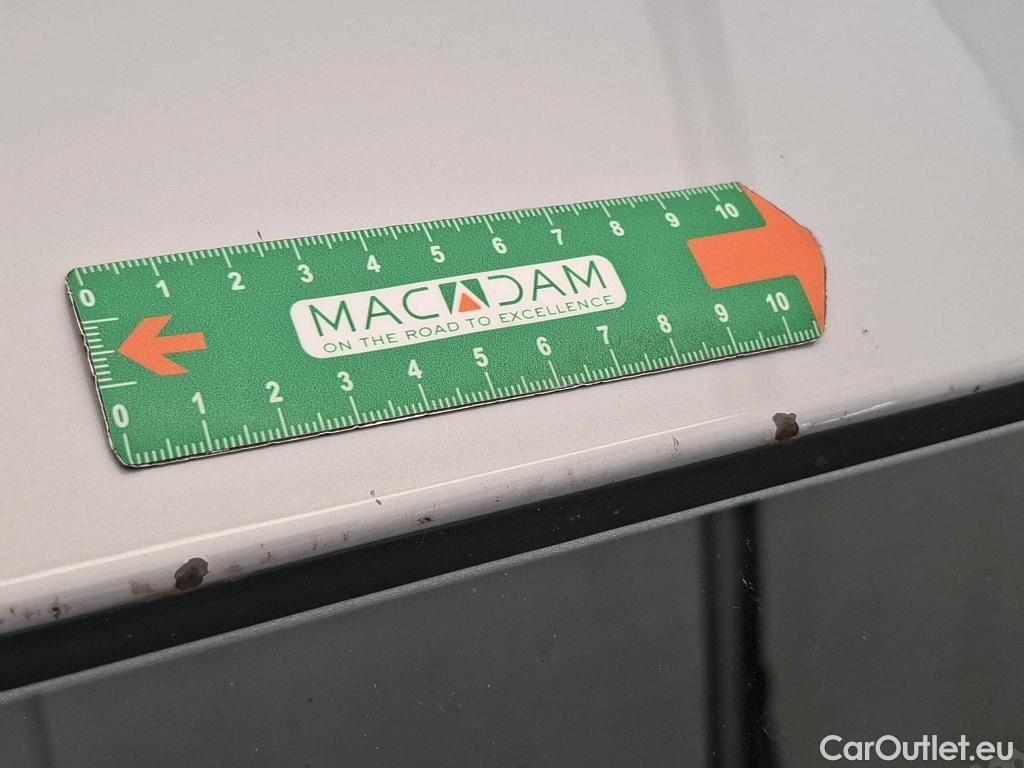 0 1 2 3 4 5 6 7 8 9 10
MACADAM
ON THE ROAD TO EXCELLENCE
0 1 2 3 4 5 6 7 8 9 10
CarOutlet.eu